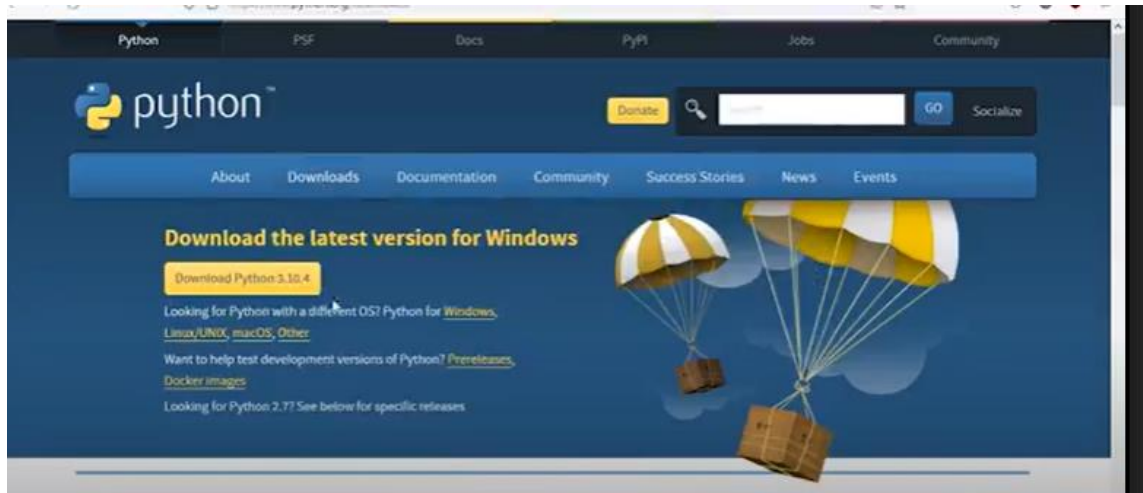 Python
PSF
Docs
PyPI
Jobs
Community
python™
Donate
GO
Socialize
About
Downloads
Documentation
Community
Success Stories
News
Events
Download the latest version for Windows
Download Python 3.10.4
Looking for Python with a different OS? Python for Windows,
Linux/UNIX, macOS, Other
Want to help test development versions of Python? Prereleases,
Docker images
Looking for Python 2.7? See below for specific releases